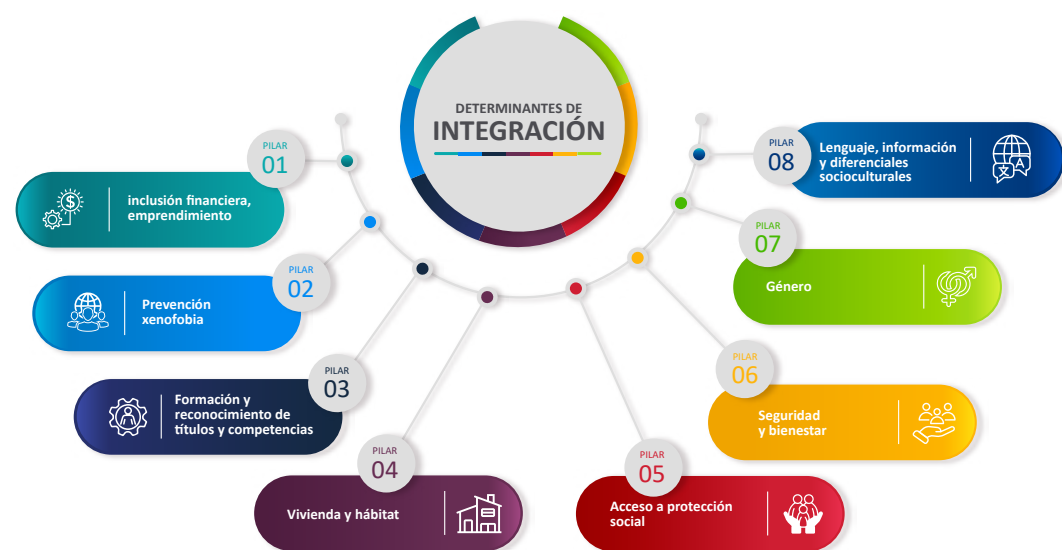 DETERMINANTES DE
INTEGRACIÓN
PILAR
01
inclusión financiera,
emprendimiento
PILAR
02
Prevención
xenofobia
PILAR
03
Formación y
reconocimiento de
títulos y competencias
PILAR
04
Vivienda y hábitat
PILAR
05
Acceso a protección
social
PILAR
06
Seguridad
y bienestar
PILAR
07
Género
PILAR
08
Lenguaje, información
y diferenciales
socioculturales
文
A